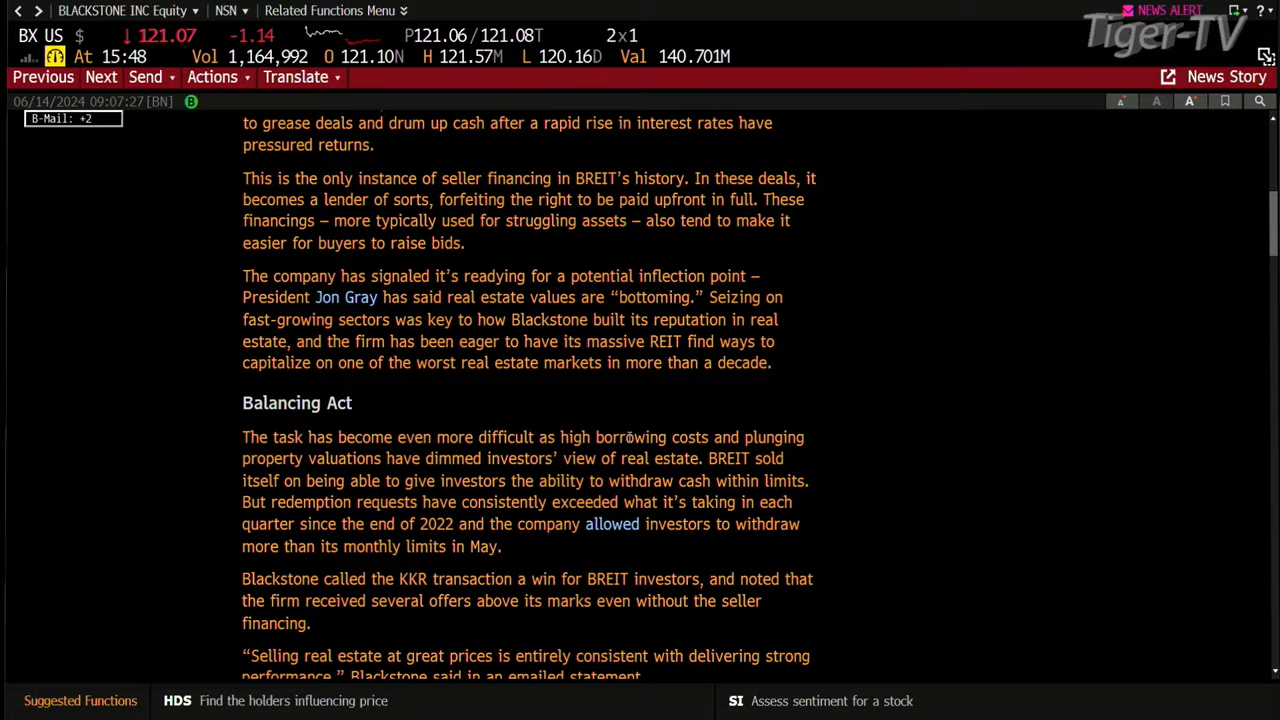 BLACKSTONE INC Equity NSN Related Functions Menu NEWS ALERT
Tiger-TV
BX US $ ↓ 121.07 -1.14 P121.06/121.08T 2x1
At 15:48 Vol 1,164,992 O 121.10N H 121.57M L 120.16D Val 140.701M
Previous Next Send Actions Translate News Story
06/14/2024 09:07:27[BN] B
B-Mail: +2
to grease deals and drum up cash after a rapid rise in interest rates have
pressured returns.
This is the only instance of seller financing in BREIT's history. In these deals, it
becomes a lender of sorts, forfeiting the right to be paid upfront in full. These
financings – more typically used for struggling assets – also tend to make it
easier for buyers to raise bids.
The company has signaled it's readying for a potential inflection point –
President Jon Gray has said real estate values are “bottoming.” Seizing on
fast-growing sectors was key to how Blackstone built its reputation in real
estate, and the firm has been eager to have its massive REIT find ways to
capitalize on one of the worst real estate markets in more than a decade.
Balancing Act
The task has become even more difficult as high borrowing costs and plunging
property valuations have dimmed investors' view of real estate. BREIT sold
itself on being able to give investors the ability to withdraw cash within limits.
But redemption requests have consistently exceeded what it's taking in each
quarter since the end of 2022 and the company allowed investors to withdraw
more than its monthly limits in May.
Blackstone called the KKR transaction a win for BREIT investors, and noted that
the firm received several offers above its marks even without the seller
financing.
“Selling real estate at great prices is entirely consistent with delivering strong
performance,” Blackstone said in an emailed statement.
Suggested Functions HDS Find the holders influencing price SI Assess sentiment for a stock